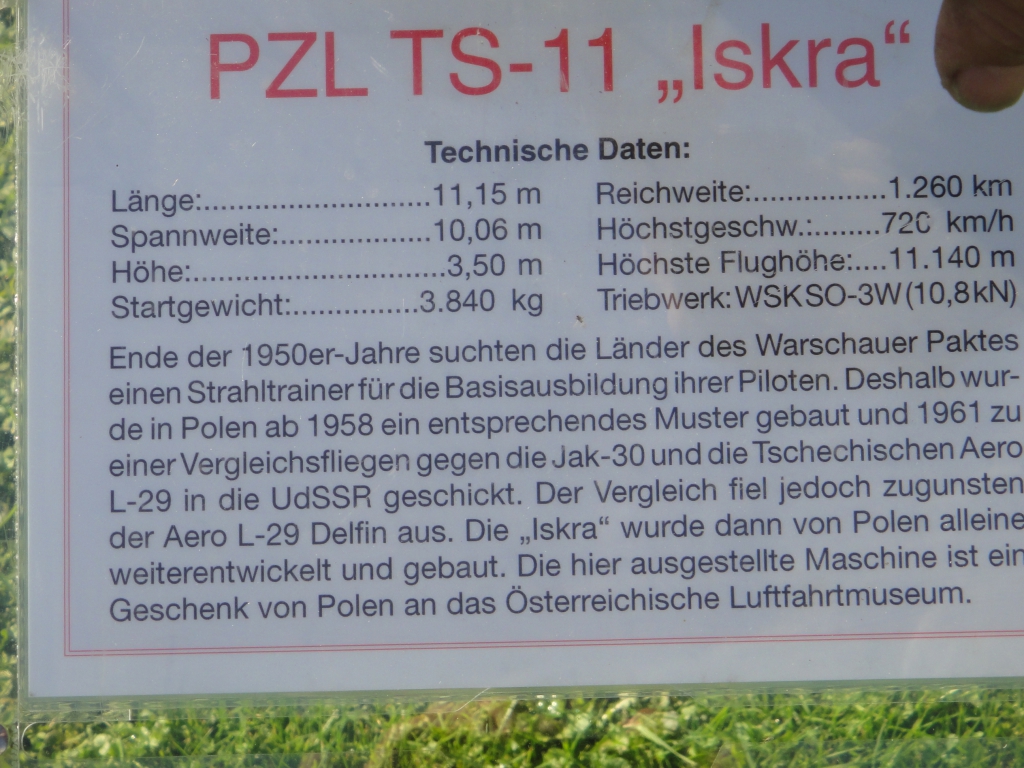 PZL TS-11 „Iskra“
Technische Daten:
Länge:..........................11,15 m
Spannweite:..................10,06 m
Höhe:.............................3,50 m
Startgewicht:...............3.840 kg
Reichweite:................1.260 km
Höchstgeschw.:........720 km/h
Höchste Flughöhe:....11.140 m
Triebwerk: WSK SO-3W (10,8 kN)
Ende der 1950er-Jahre suchten die Länder des Warschauer Paktes
einen Strahltrainer für die Basisausbildung ihrer Piloten. Deshalb wur-
de in Polen ab 1958 ein entsprechendes Muster gebaut und 1961 zu
einer Vergleichsfliegen gegen die Jak-30 und die Tschechischen Aero
L-29 in die UdSSR geschickt. Der Vergleich fiel jedoch zugunsten
der Aero L-29 Delfin aus. Die „Iskra“ wurde dann von Polen alleine
weiterentwickelt und gebaut. Die hier ausgestellte Maschine ist ein
Geschenk von Polen an das Österreichische Luftfahrtmuseum.